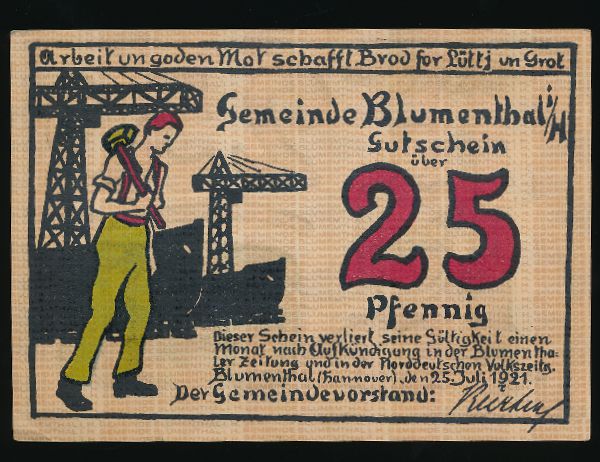 Arbeit un goden Mot schafft Brod for Lüttj un Grot
Gemeinde Blumenthal i/H
Gutschein
über
25
Pfennig
Dieser Schein verliert seine Gültigkeit einen
Monat nach Aufkündigung in der Blumentha-
ler Zeitung und in der Norddeutschen Volkszeitg.
Blumenthal (Hannover), den 25. Juli 1921.
Der Gemeindevorstand: